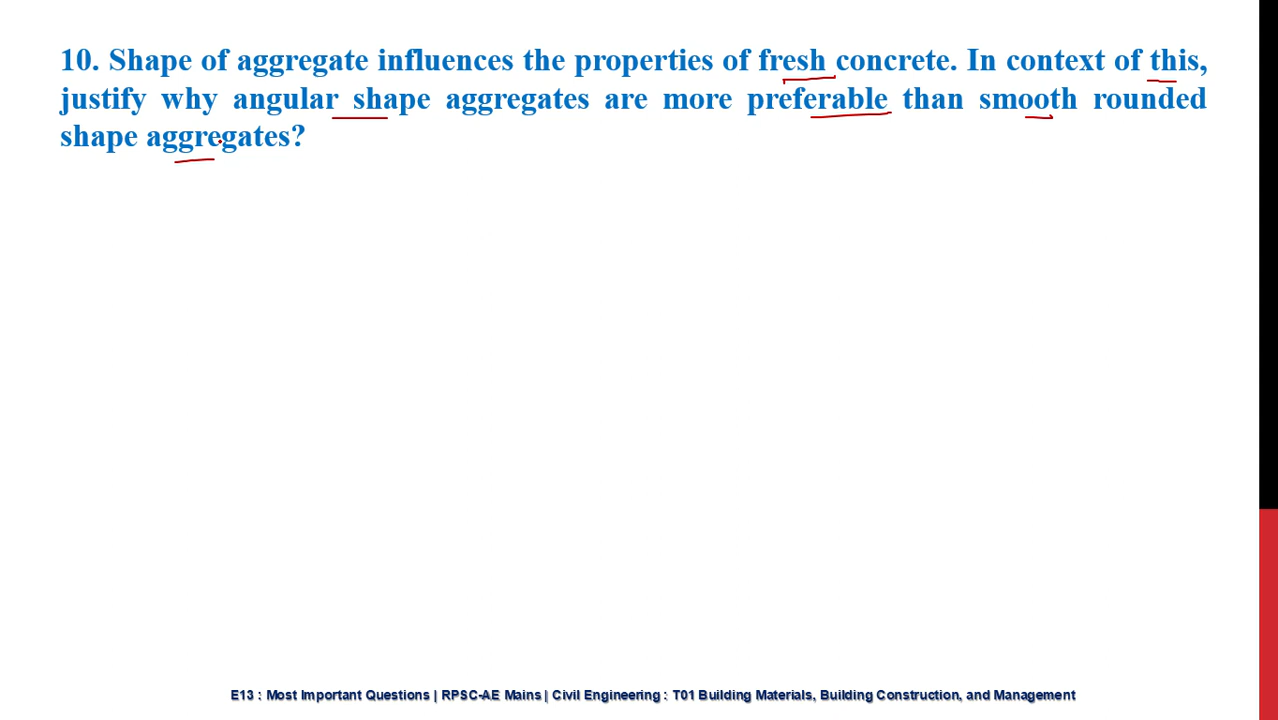 10. Shape of aggregate influences the properties of fresh concrete. In context of this,
justify why angular shape aggregates are more preferable than smooth rounded
shape aggregates?
E13 : Most Important Questions | RPSC-AE Mains | Civil Engineering : T01 Building Materials, Building Construction, and Management